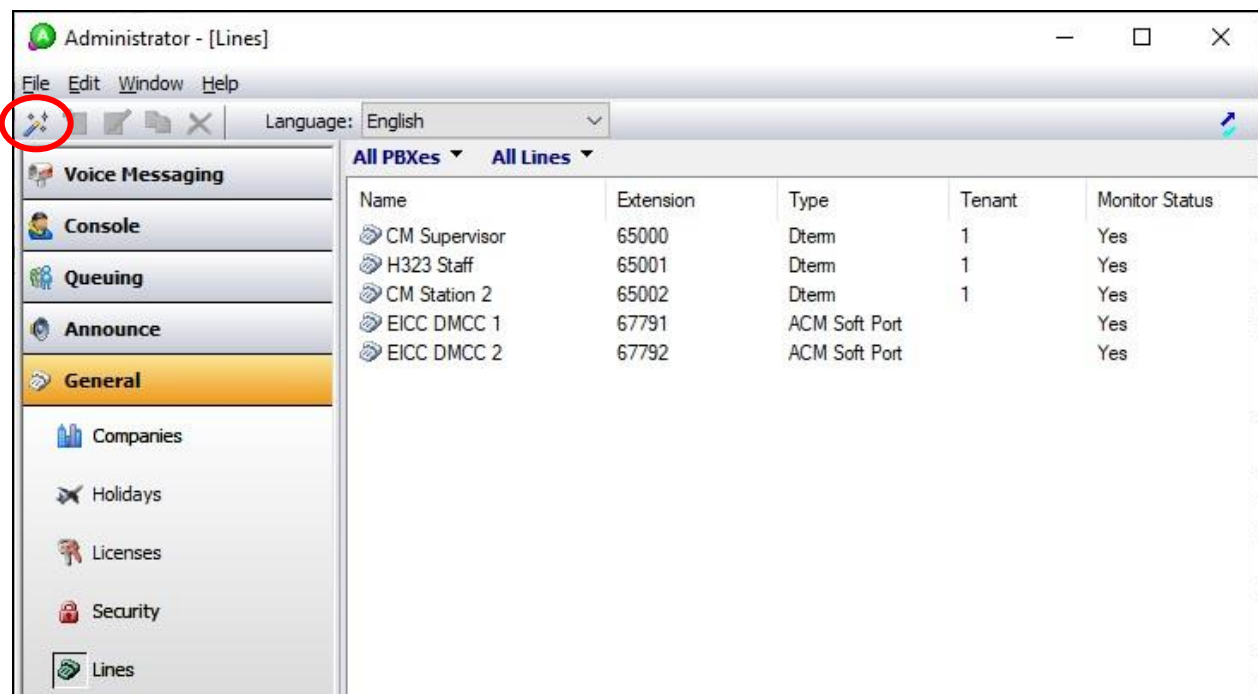 Administrator - [Lines]
File Edit Window Help
Language: English
Voice Messaging
Console
Queuing
Announce
General
Companies
Holidays
Licenses
Security
Lines
All PBXes All Lines
Name Extension Type Tenant Monitor Status
CM Supervisor 65000 Dterm 1 Yes
H323 Staff 65001 Dterm 1 Yes
CM Station 2 65002 Dterm 1 Yes
EICC DMCC 1 67791 ACM Soft Port Yes
EICC DMCC 2 67792 ACM Soft Port Yes